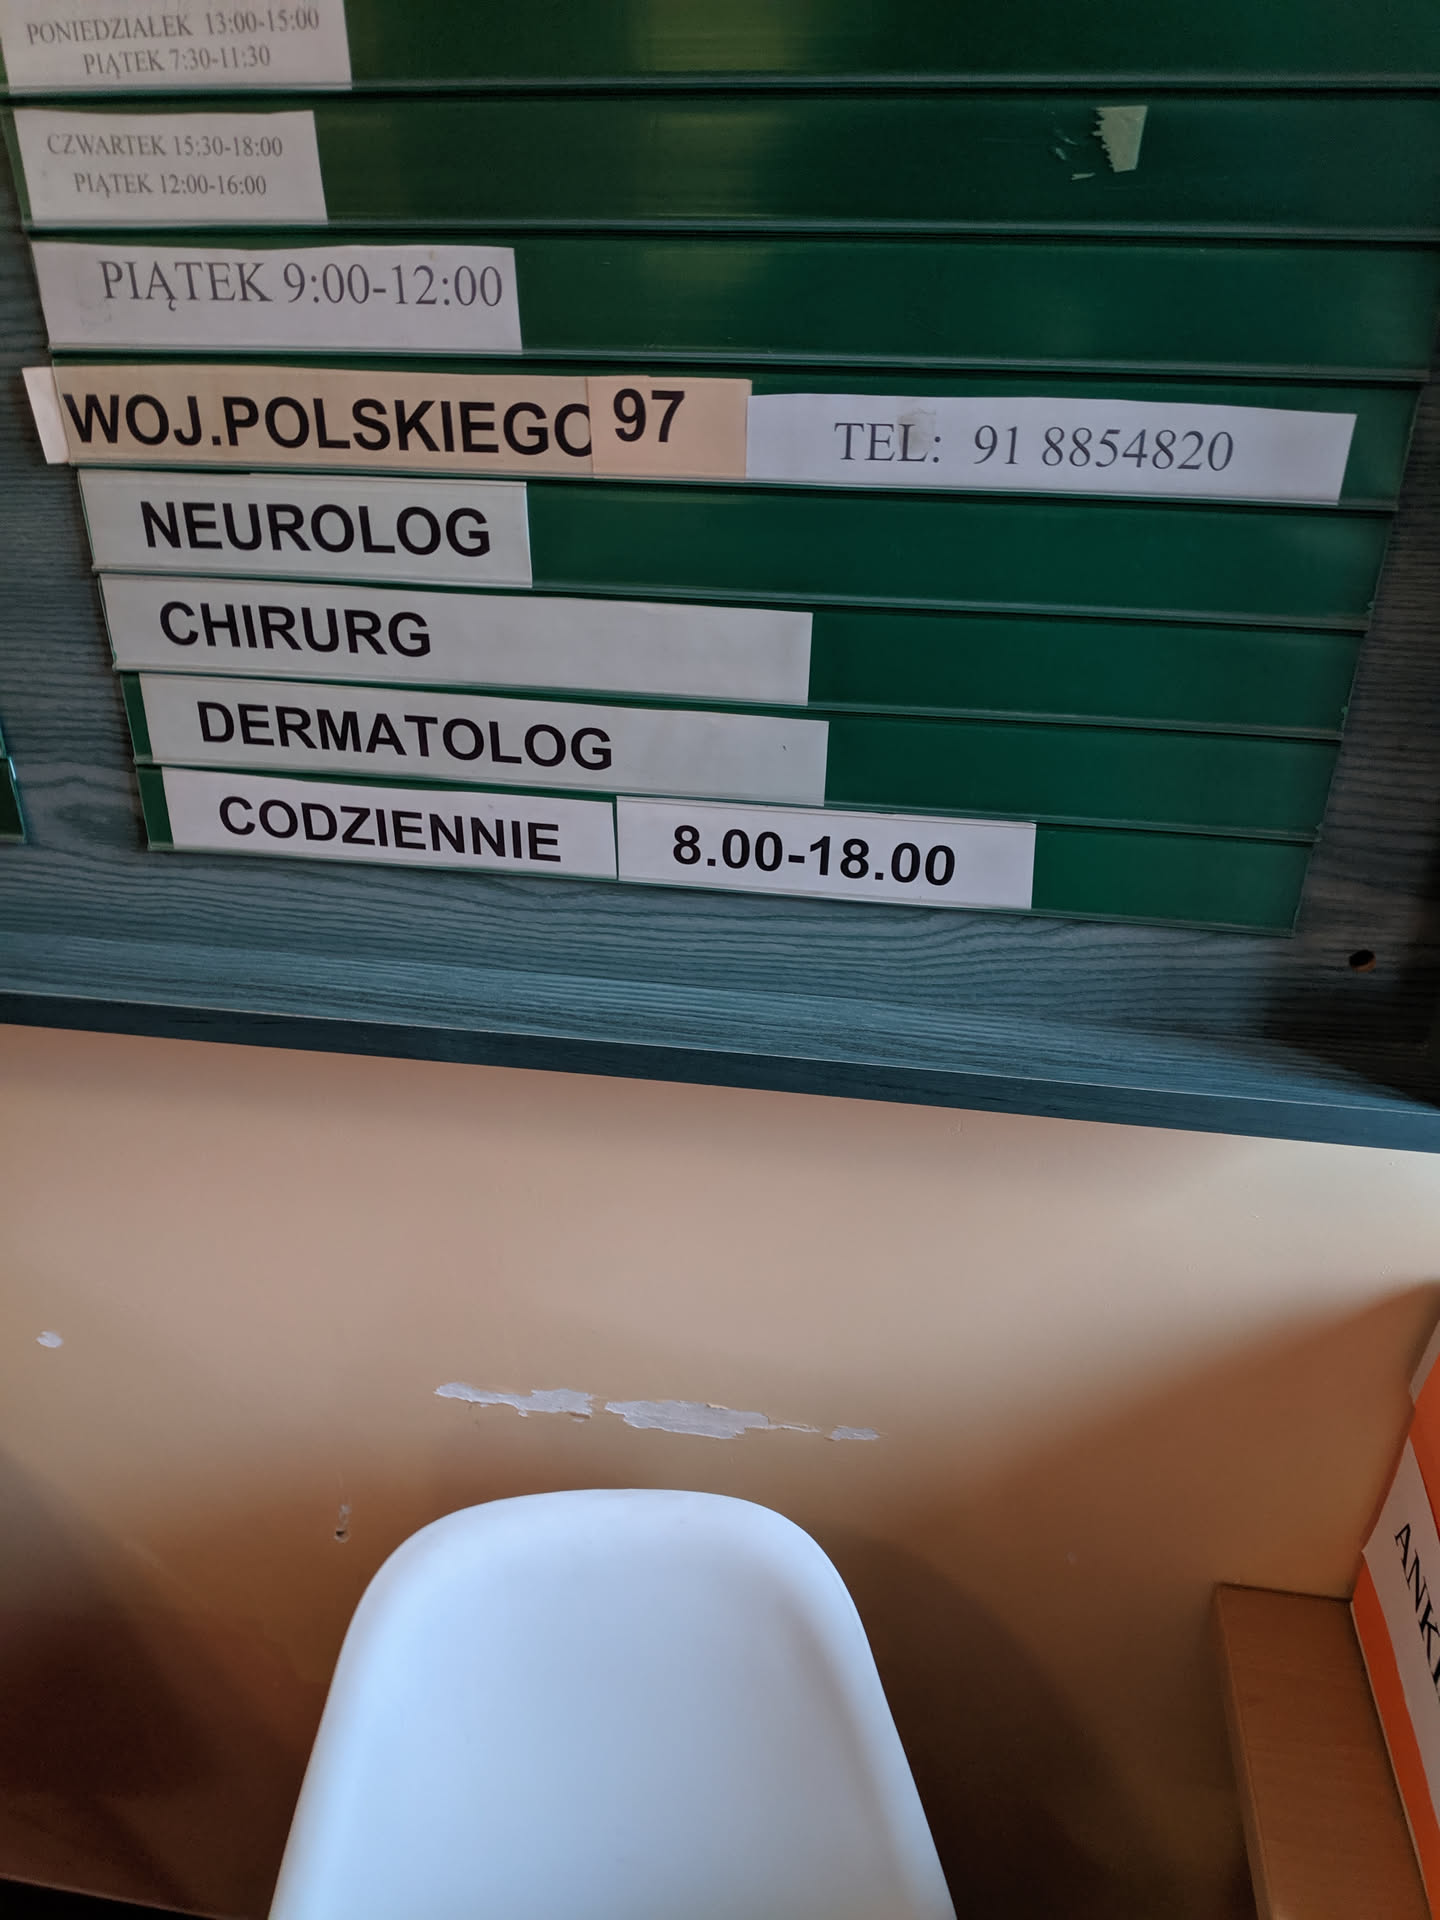 PONIEDZIAŁEK 13:00-15:00
PIĄTEK 7:30-11:30
CZWARTEK 15:30-18:00
PIĄTEK 12:00-16:00
PIĄTEK 9:00-12:00
WOJ.POLSKIEGO 97 TEL: 91 8854820
NEUROLOG
CHIRURG
DERMATOLOG
CODZIENNIE 8.00-18.00